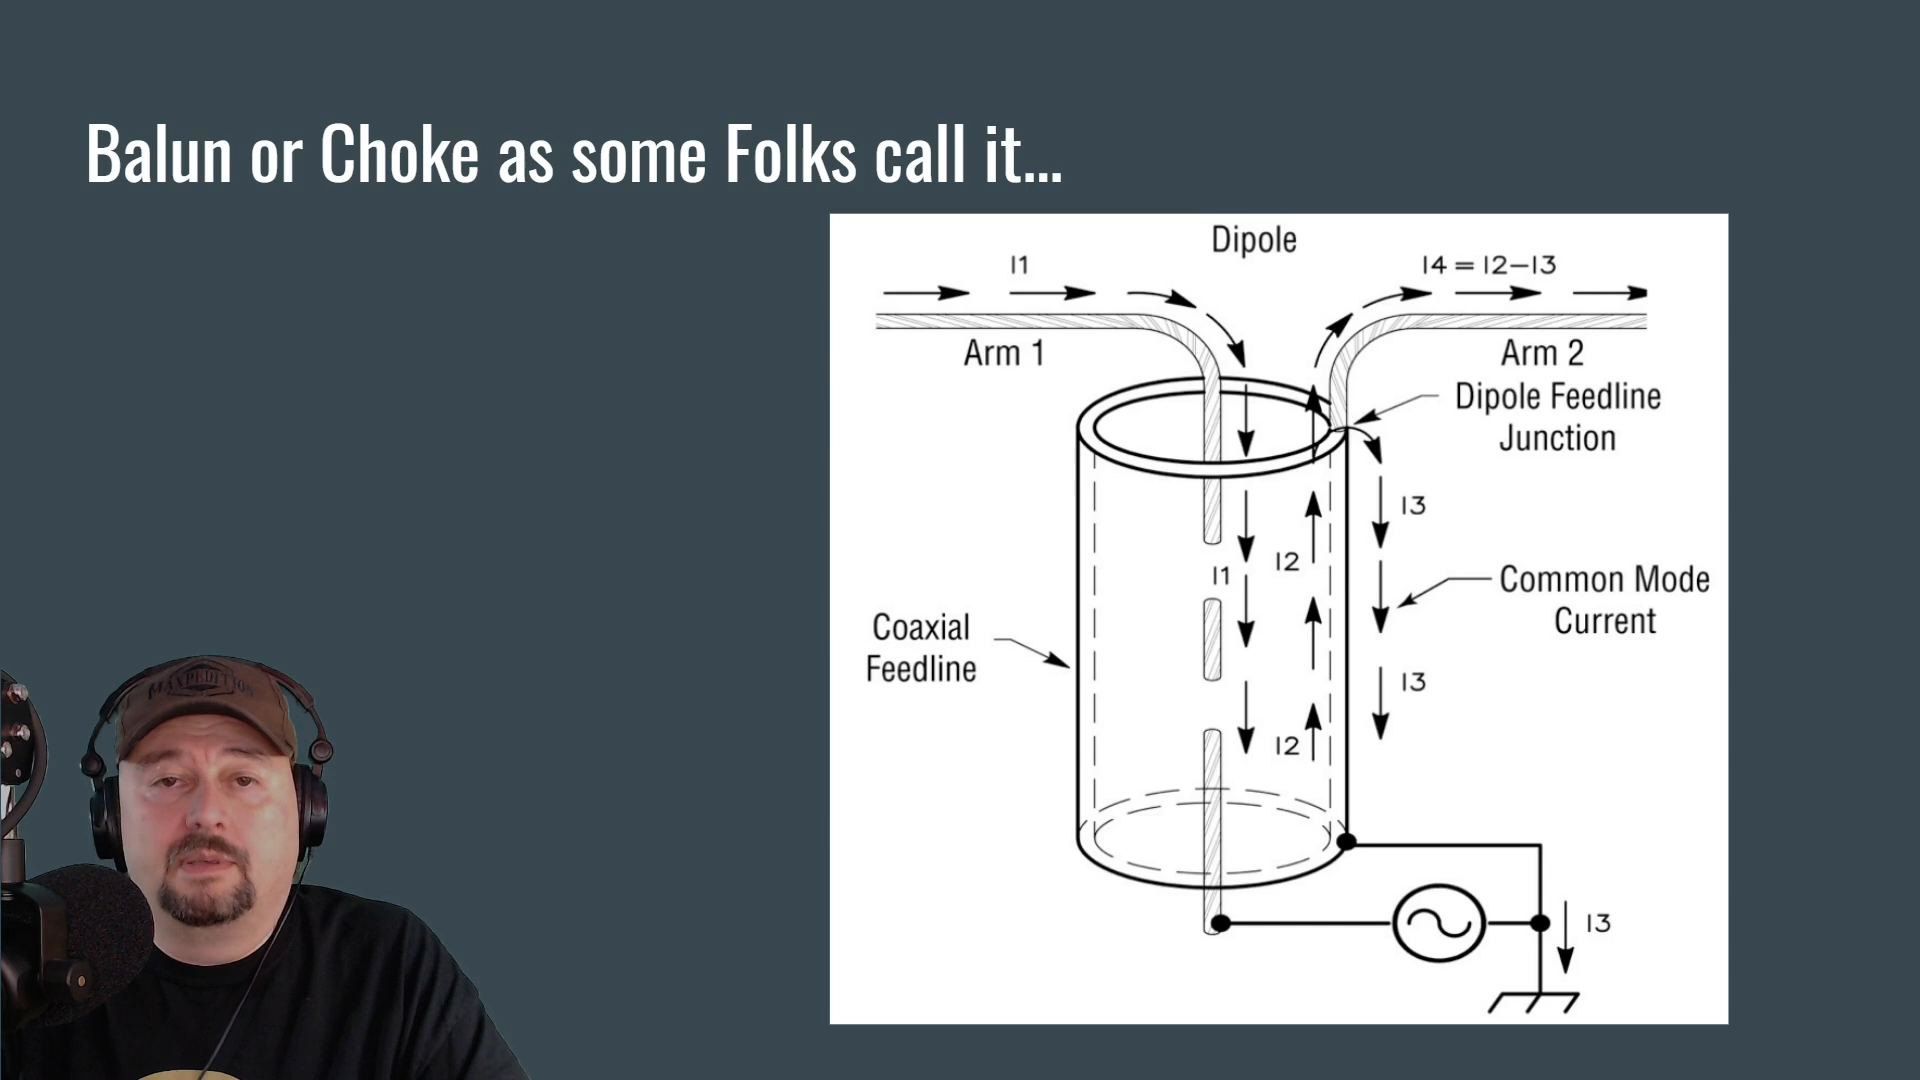 Balun or Choke as some Folks call it...
Dipole
I1
I4 = I2–I3
Arm 1
Arm 2
Dipole Feedline
Junction
I3
I2
I1
Common Mode
Current
Coaxial
Feedline
I3
I2
I3
MAXPEDITION